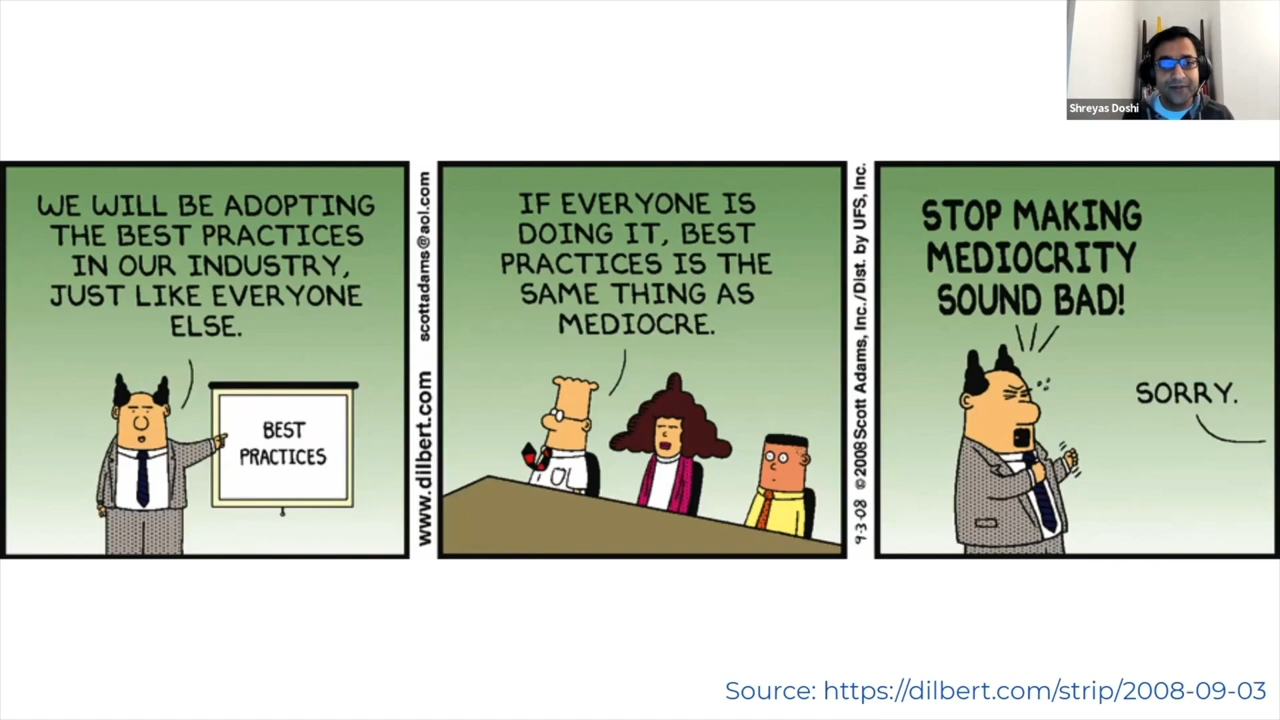 Shreyas Doshi
WE WILL BE ADOPTING
THE BEST PRACTICES
IN OUR INDUSTRY,
JUST LIKE EVERYONE
ELSE.
BEST
PRACTICES
www.dilbert.com scottadams@aol.com
IF EVERYONE IS
DOING IT, BEST
PRACTICES IS THE
SAME THING AS
MEDIOCRE.
9-3-08 ©2008 Scott Adams, Inc./Dist. by UFS, Inc.
STOP MAKING
MEDIOCRITY
SOUND BAD!
SORRY.
Source: https://dilbert.com/strip/2008-09-03